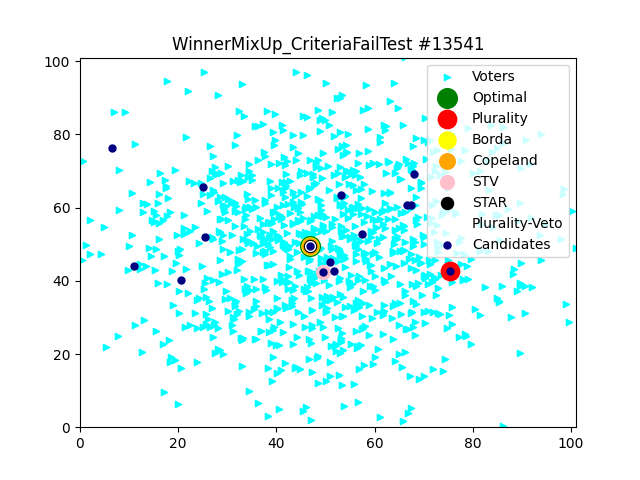 WinnerMixUp_CriteriaFailTest #13541
100
80
60
40
20
0
0
20
40
60
80
100
Voters
Optimal
Plurality
Borda
Copeland
STV
STAR
Plurality-Veto
Candidates